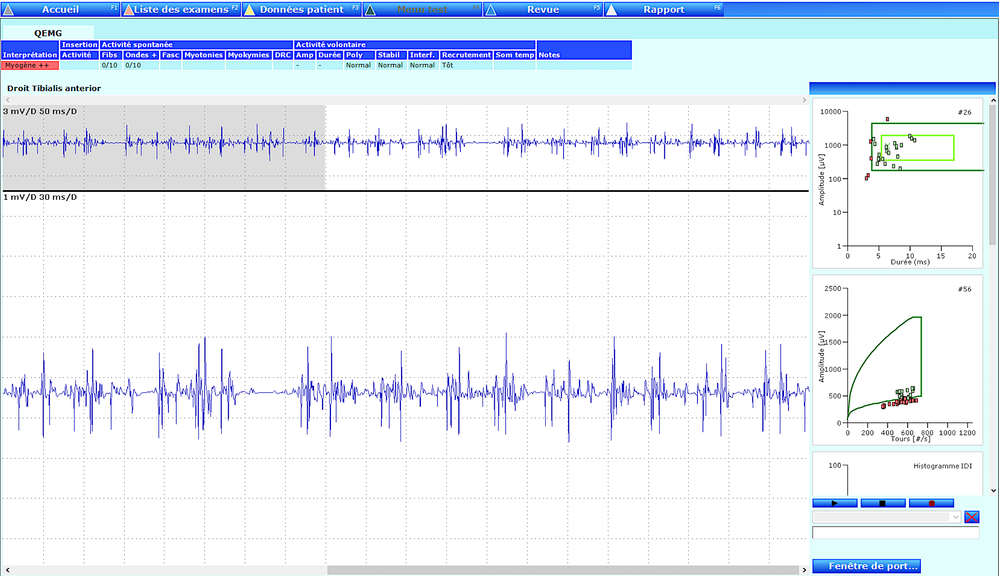 Accueil F1 Liste des examens F2 Données patient F3 Menu test F4 Revue F5 Rapport F6
QEMG
Insertion Activité spontanée Activité volontaire
Interprétation Activité Fibs Ondes + Fasc Myotonies Myokymies DRC Amp Durée Poly Stabil Interf. Recrutement Som temp Notes
Myogène ++ 0/10 0/10 - - Normal Normal Normal Tôt
Droit Tibialis anterior
3 mV/D 50 ms/D
1 mV/D 30 ms/D
#26
10000
1000
100
10
1
Amplitude [µV]
0 5 10 15 20
Durée (ms)
#56
2500
2000
1500
1000
500
0
Amplitude [µV]
0 200 400 600 800 1000 1200
Tours [#/s]
100
Histogramme IDI
Fenêtre de port...